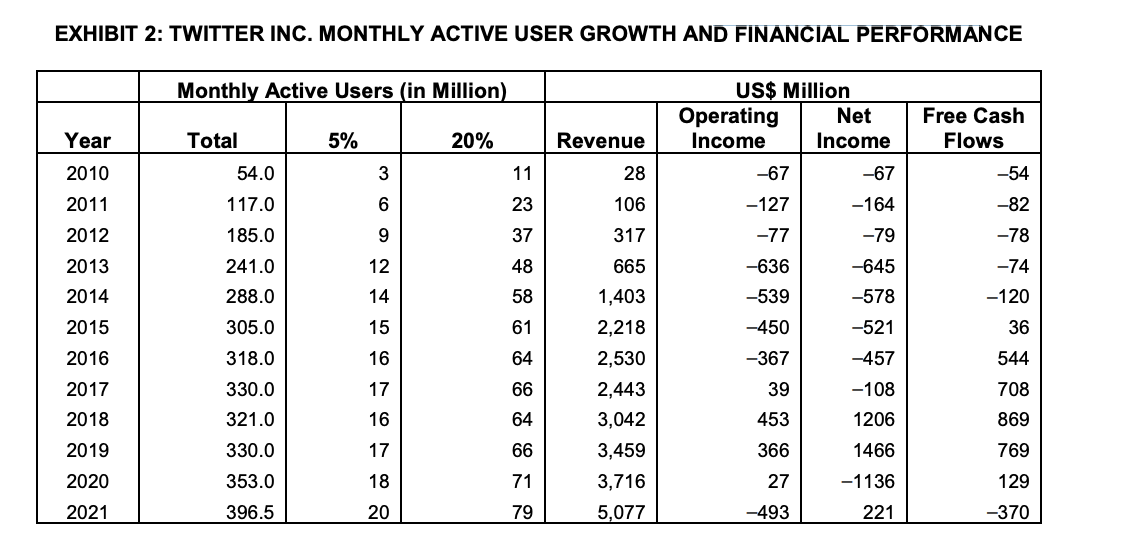 EXHIBIT 2: TWITTER INC. MONTHLY ACTIVE USER GROWTH AND FINANCIAL PERFORMANCE
Monthly Active Users (in Million) US$ Million
Year Total 5% 20% Revenue Operating Income Net Income Free Cash Flows
2010 54.0 3 11 28 –67 –67 –54
2011 117.0 6 23 106 –127 –164 –82
2012 185.0 9 37 317 –77 –79 –78
2013 241.0 12 48 665 –636 –645 –74
2014 288.0 14 58 1,403 –539 –578 –120
2015 305.0 15 61 2,218 –450 –521 36
2016 318.0 16 64 2,530 –367 –457 544
2017 330.0 17 66 2,443 39 –108 708
2018 321.0 16 64 3,042 453 1206 869
2019 330.0 17 66 3,459 366 1466 769
2020 353.0 18 71 3,716 27 –1136 129
2021 396.5 20 79 5,077 –493 221 –370